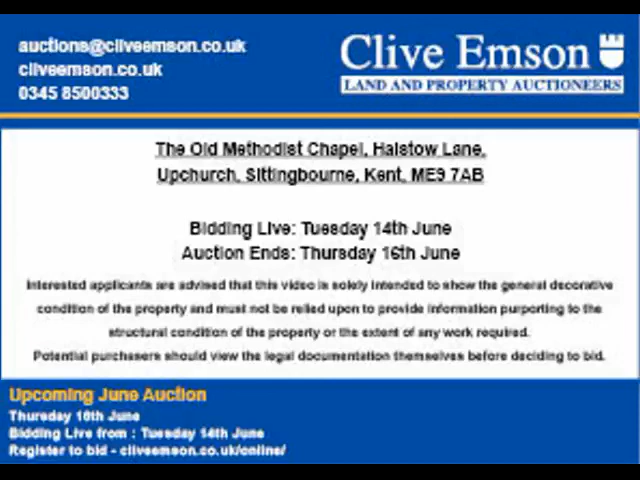 auctions@cliveemson.co.uk
cliveemson.co.uk
0345 8500333
Clive Emson
LAND AND PROPERTY AUCTIONEERS
The Old Methodist Chapel, Halstow Lane,
Upchurch, Sittingbourne, Kent, ME9 7AB
Bidding Live: Tuesday 14th June
Auction Ends: Thursday 16th June
Interested applicants are advised that this video is solely intended to show the general decorative
condition of the property and must not be relied upon to provide information purporting to the
structural condition of the property or the extent of any work required.
Potential purchasers should view the legal documentation themselves before deciding to bid.
Upcoming June Auction
Thursday 16th June
Bidding Live from : Tuesday 14th June
Register to bid - cliveemson.co.uk/online/